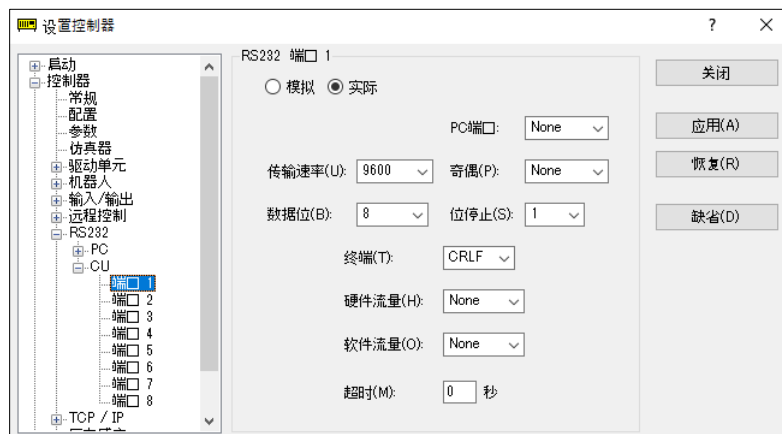 设置控制器
启动
控制器
常规
配置
参数
仿真器
驱动单元
机器人
输入/输出
远程控制
RS232
PC
CU
端口 1
端口 2
端口 3
端口 4
端口 5
端口 6
端口 7
端口 8
TCP / IP
RS232 端口 1
模拟 实际
PC端口: None
传输速率(U): 9600 奇偶(P): None
数据位(B): 8 位停止(S): 1
终端(T): CRLF
硬件流量(H): None
软件流量(O): None
超时(M): 0 秒
关闭
应用(A)
恢复(R)
缺省(D)